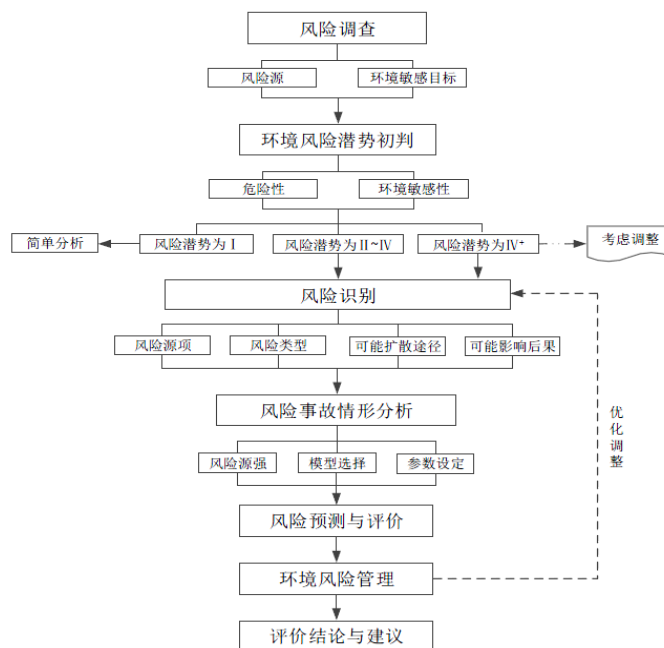 风险调查
风险源
环境敏感目标
环境风险潜势初判
危险性
环境敏感性
简单分析
风险潜势为Ⅰ
风险潜势为Ⅱ~Ⅳ
风险潜势为Ⅳ⁺
考虑调整
风险识别
风险源项
风险类型
可能扩散途径
可能影响后果
风险事故情形分析
优化调整
风险源强
模型选择
参数设定
风险预测与评价
环境风险管理
评价结论与建议